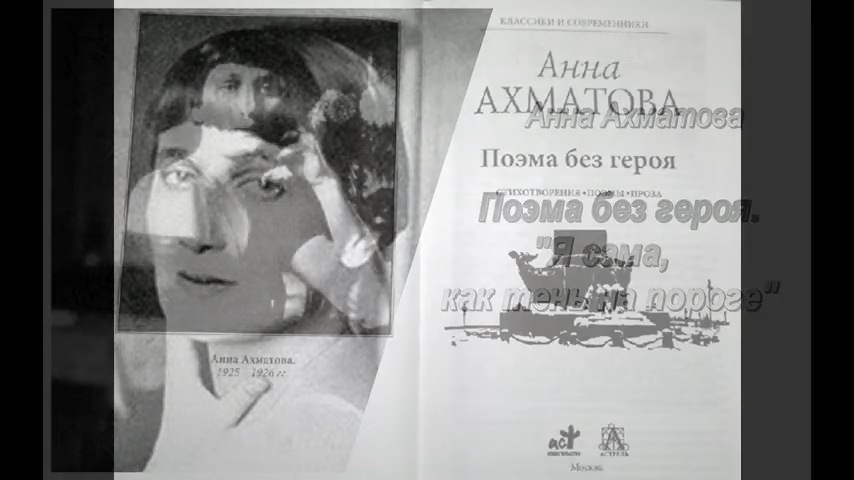 КЛАССИКИ И СОВРЕМЕННИКИ
Анна
АХМАТОВА
Анна Ахматова
Поэма без героя
СТИХОТВОРЕНИЯ • ПОЭМЫ • ПРОЗА
Поэма без героя.
"Я сама,
как тень на пороге"
Анна Ахматова.
1925 1926 гг.
аст
ИЗДАТЕЛЬСТВО
АСТРЕЛЬ
Москва